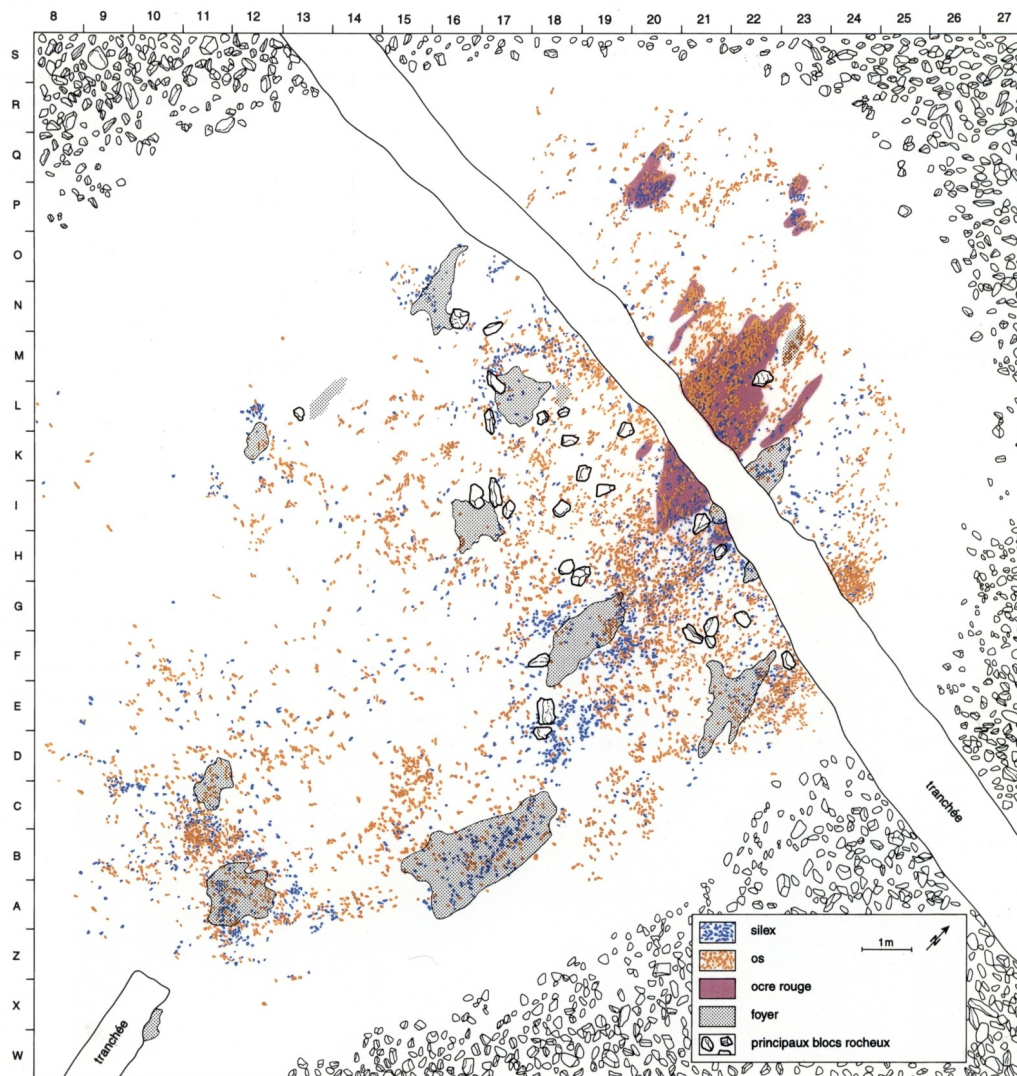 8 9 10 11 12 13 14 15 16 17 18 19 20 21 22 23 24 25 26 27
S
R
Q
P
O
N
M
L
K
I
H
G
F
E
D
C
B
A
Z
X
W
tranchée
tranchée
silex
os
ocre rouge
foyer
principaux blocs rocheux
1m
N